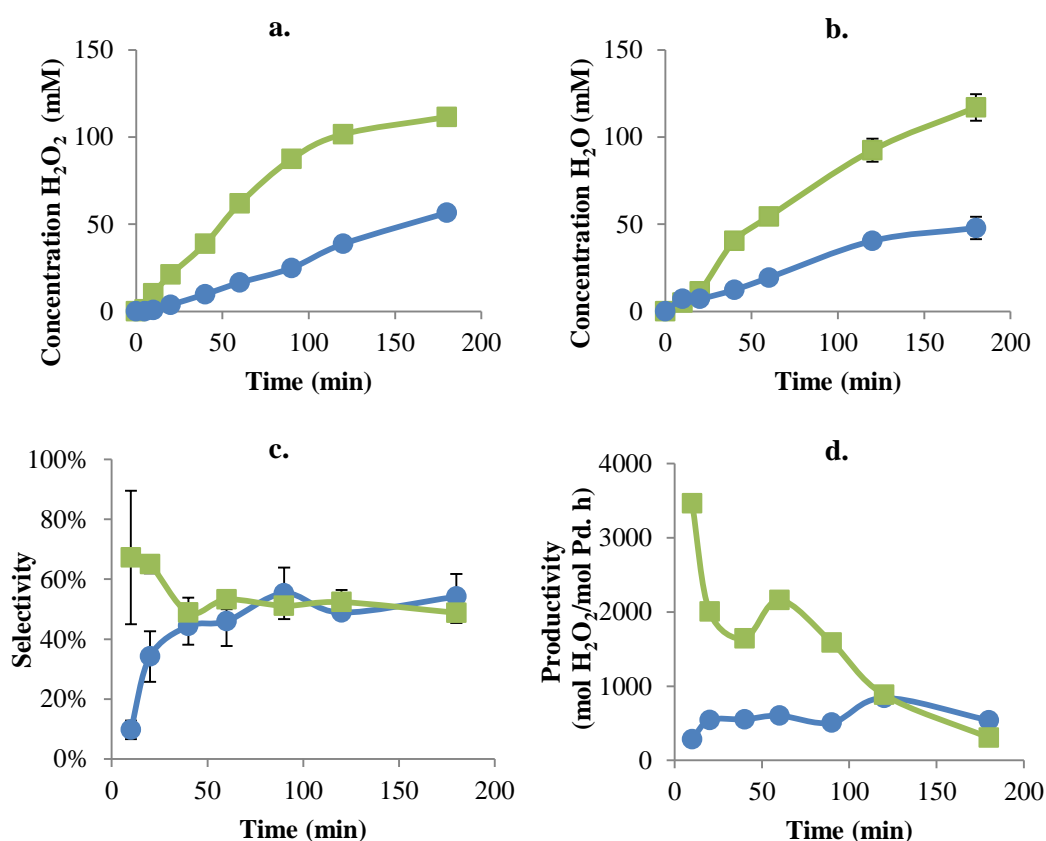 a.
Concentration H₂O₂ (mM)
150
100
50
0
0 50 100 150 200
Time (min)
b.
Concentration H₂O (mM)
150
100
50
0
0 50 100 150 200
Time (min)
c.
Selectivity
100%
80%
60%
40%
20%
0%
0 50 100 150 200
Time (min)
d.
Productivity
(mol H₂O₂/mol Pd. h)
4000
3000
2000
1000
0
0 50 100 150 200
Time (min)